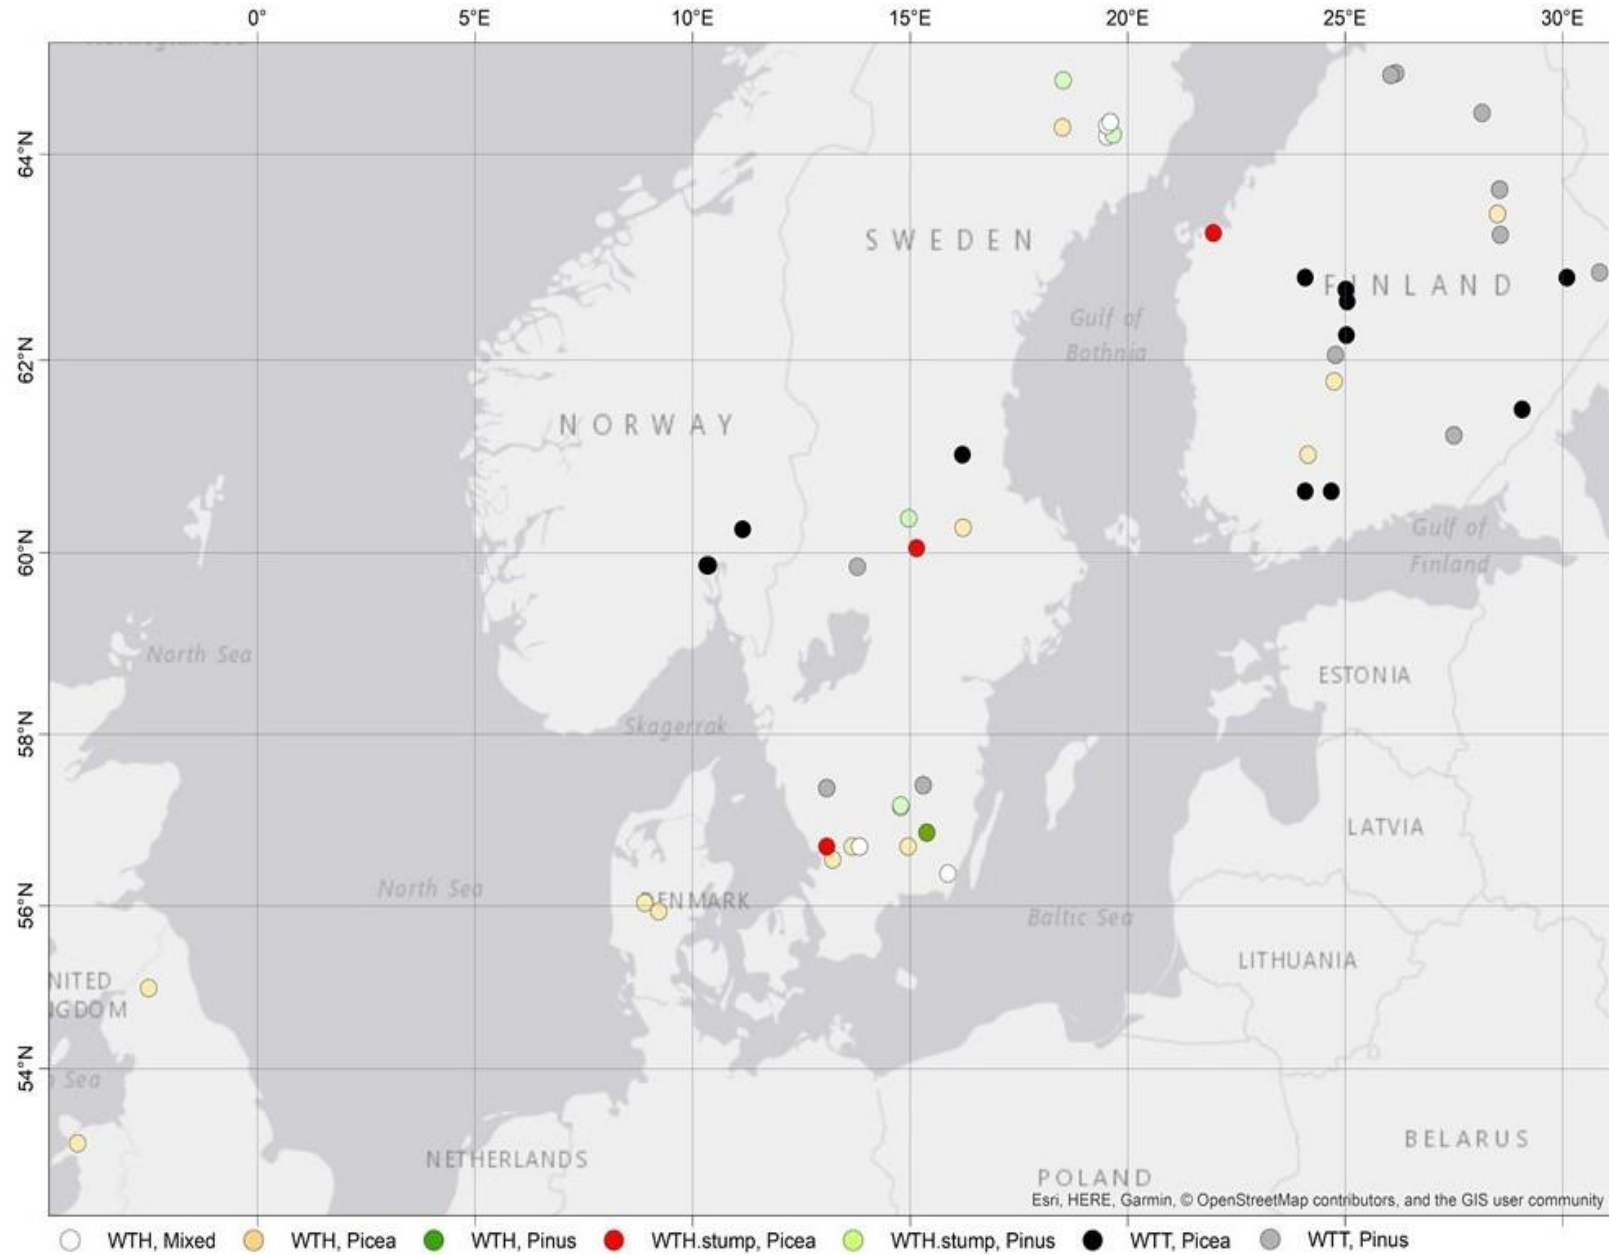 0° 5°E 10°E 15°E 20°E 25°E 30°E
64°N
SWEDEN
FINLAND
Gulf of
Bothnia
62°N
NORWAY
60°N
Gulf of
Finland
North Sea
ESTONIA
58°N
Skagerrak
LATVIA
North Sea
DENMARK
56°N
Baltic Sea
LITHUANIA
NITED
GDOM
54°N
Sea
NETHERLANDS
BELARUS
POLAND
Esri, HERE, Garmin, © OpenStreetMap contributors, and the GIS user community
WTH, Mixed WTH, Picea WTH, Pinus WTH.stump, Picea WTH.stump, Pinus WTT, Picea WTT, Pinus